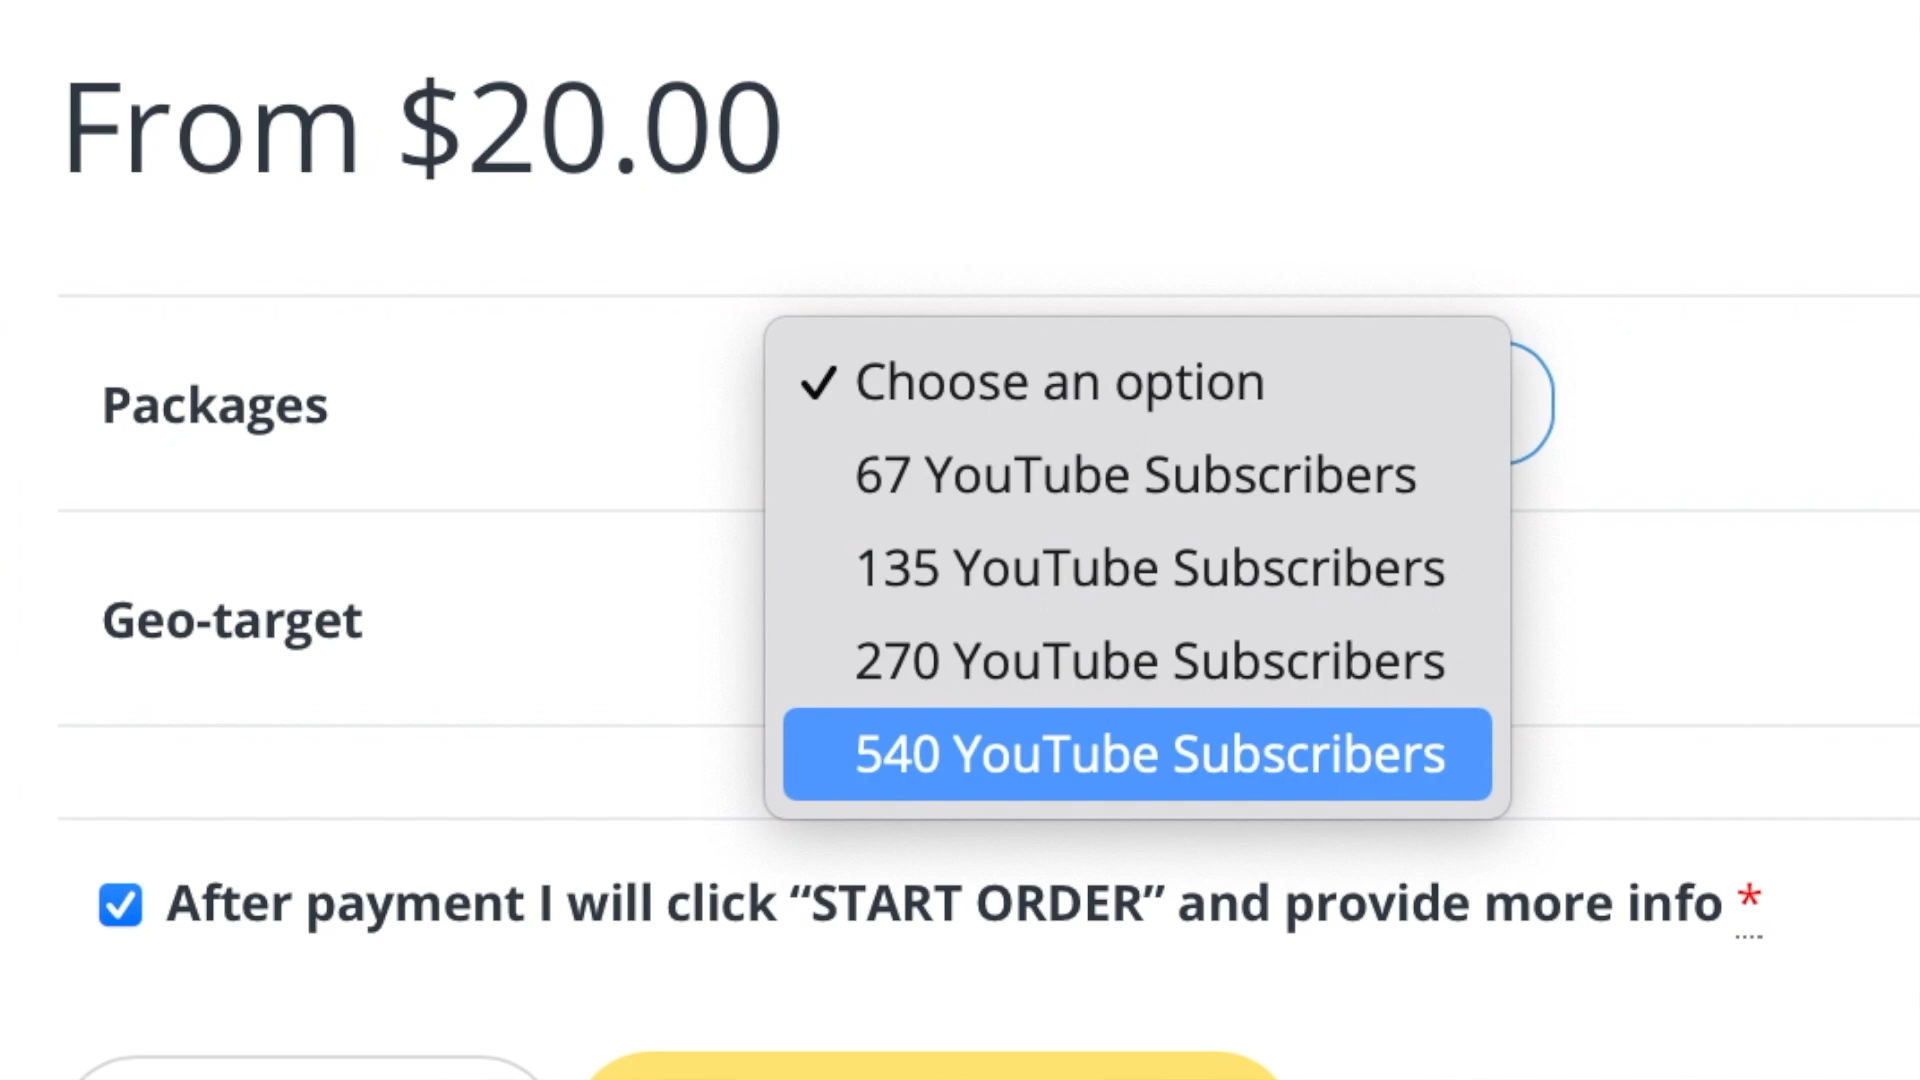 From $20.00
Packages
Choose an option
67 YouTube Subscribers
135 YouTube Subscribers
270 YouTube Subscribers
540 YouTube Subscribers
Geo-target
After payment I will click “START ORDER” and provide more info *